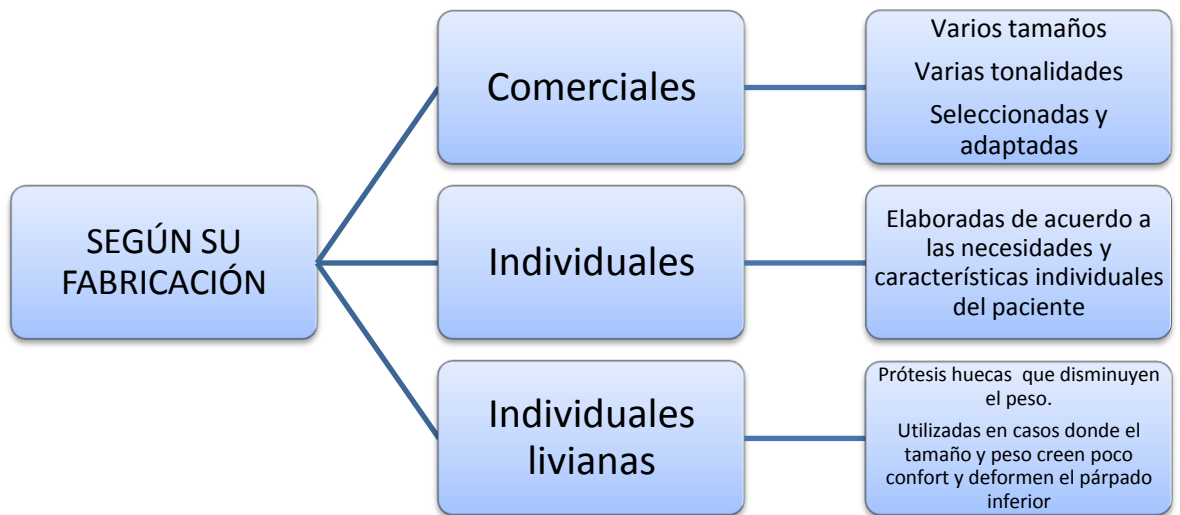 SEGÚN SU
FABRICACIÓN
Comerciales
Varios tamaños
Varias tonalidades
Seleccionadas y
adaptadas
Individuales
Elaboradas de acuerdo a
las necesidades y
característícas individuales
del paciente
Individuales
livianas
Prótesis huecas que disminuyen
el peso.
Utilizadas en casos donde el
tamaño y peso creen poco
confort y deformen el párpado
inferior